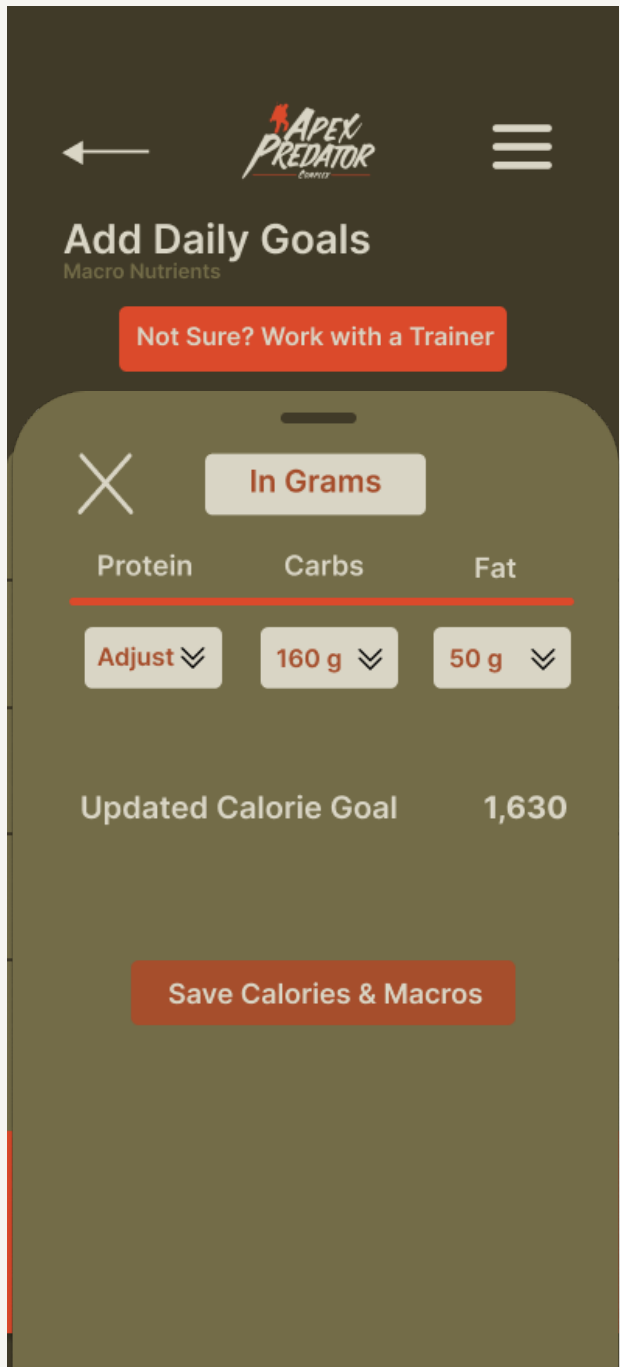 APEX
PREDATOR
COMPLEX
Add Daily Goals
Macro Nutrients
Not Sure? Work with a Trainer
In Grams
Protein Carbs Fat
Adjust 160 g 50 g
Updated Calorie Goal 1,630
Save Calories & Macros